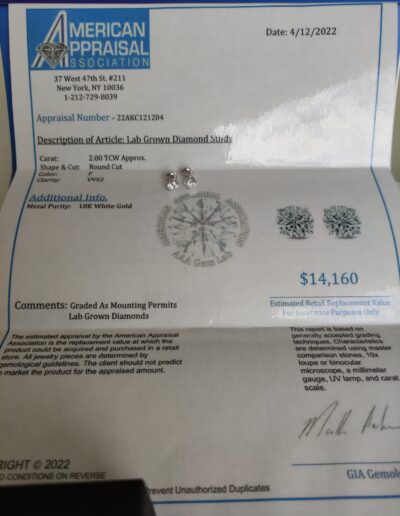 AMERICAN
APPRAISAL
ASSOCIATION
Date: 4/12/2022
37 West 47th St. #211
New York, NY 10036
1-212-729-8039
Appraisal Number – 22AKC121204
Description of Article: Lab Grown Diamond Studs
Carat: 2.00 TCW Approx.
Shape & Cut: Round Cut
Color: F
Clarity: VVS2
Additional Info.
Metal Purity: 18K White Gold
AAA Gem Lab
$14,160
Estimated Retail Replacement Value
For Insurance Purposes Only
Comments: Graded As Mounting Permits
Lab Grown Diamonds
The estimated appraisal by the American Appraisal
Association is the replacement value at which the
product could be acquired and purchased in a retail
store. All jewelry pieces are determined by
gemological guidelines. The client should not predict
market the product for the appraised amount.
This report is based on
generally accepted grading
techniques. Characteristics
are determined using master
comparison stones, 10x
loupe or binocular
microscope, a millimeter
gauge, UV lamp, and carat
scale.
RIGHT © 2022
D CONDITIONS ON REVERSE
revent Unauthorized Duplicates
GIA Gemolo